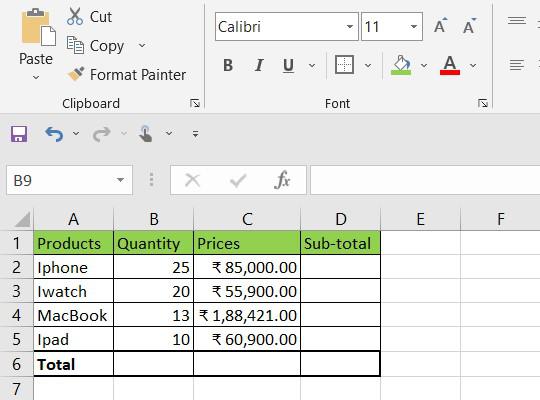 Cut
Copy
Paste
Format Painter
Clipboard
Calibri 11 A A
B I U A
Font
B9 fx
A B C D E F
1 Products Quantity Prices Sub-total
2 Iphone 25 ₹ 85,000.00
3 Iwatch 20 ₹ 55,900.00
4 MacBook 13 ₹ 1,88,421.00
5 Ipad 10 ₹ 60,900.00
6 Total
7